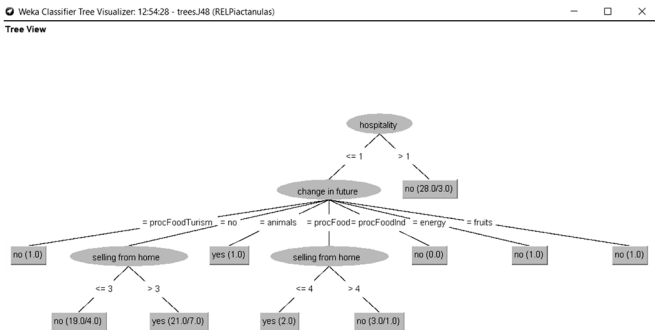 Weka Classifier Tree Visualizer: 12:54:28 - treesJ48 (RELPiactanulas)
Tree View
hospitality
<= 1 > 1
change in future no (28.0/3.0)
= procFoodTurism = no = animals = procFood= procFoodInd = energy = fruits
no (1.0) selling from home yes (1.0) selling from home no (0.0) no (1.0) no (1.0)
<= 3 > 3 <= 4 > 4
no (19.0/4.0) yes (21.0/7.0) yes (2.0) no (3.0/1.0)